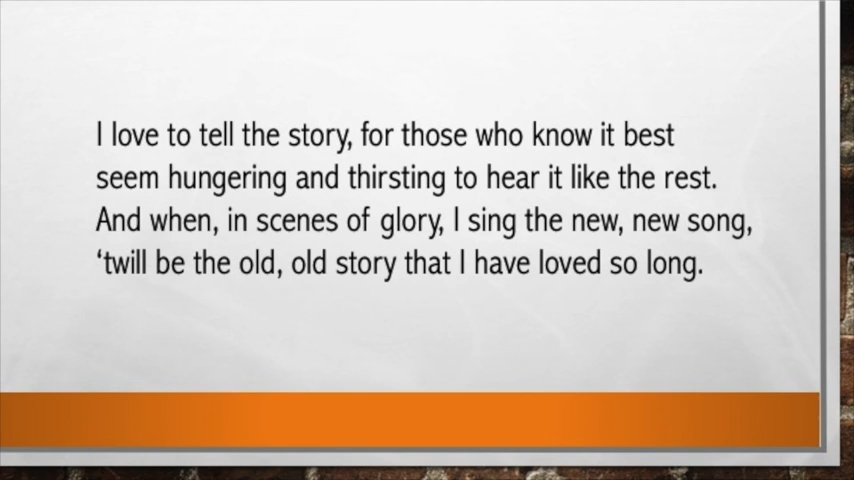 I love to tell the story, for those who know it best
seem hungering and thirsting to hear it like the rest.
And when, in scenes of glory, I sing the new, new song,
‘twill be the old, old story that I have loved so long.